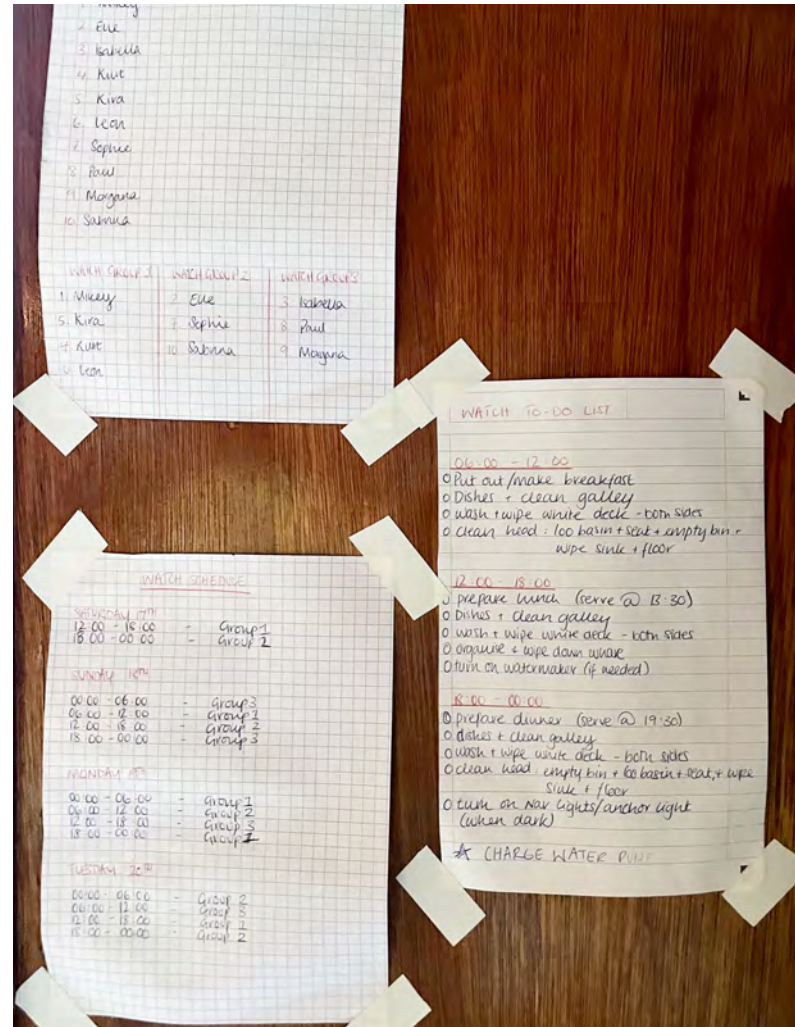 1. Mikey
2. Elle
3. Isabella
4. Kurt
5. Kira
6. Leon
7. Sophie
8. Paul
9. Morgana
10. Sabrina
WATCH GROUP 1
1. Mikey
5. Kira
4. Kurt
6. Leon
WATCH GROUP 2
2 Elle
7 Sophie
10 Sabrina
WATCH GROUP 3
3 Isabella
8 Paul
9 Morgana
WATCH TO-DO LIST
06:00 - 12:00
O Put out/make breakfast
O Dishes + clean galley
O wash + wipe white deck - both sides
O clean head : loo basin + seat + empty bin +
wipe sink + floor
12:00 - 18:00
O prepare lunch (serve @ 13:30)
O Dishes + clean galley
O wash + wipe white deck - both sides
O organise + wipe down
O turn on watermaker (if needed)
18:00 - 00:00
O prepare dinner (serve @ 19:30)
O dishes + clean galley
O wash + wipe white deck - both sides
O clean head : empty bin + loo basin + seat, + wipe
sink + floor
O turn on Nav lights/anchor light
(when dark)
☆ CHARGE WATER PUMP
WATCH SCHEDULE
SATURDAY 17TH
12:00 - 18:00 - Group 1
18:00 - 00:00 - Group 2
SUNDAY 18TH
00:00 - 06:00 - Group 3
06:00 - 12:00 - Group 1
12:00 - 18:00 - Group 2
18:00 - 00:00 - Group 3
MONDAY 19TH
00:00 - 06:00 - Group 1
06:00 - 12:00 - Group 2
12:00 - 18:00 - Group 3
18:00 - 00:00 - Group 1
TUESDAY 20TH
00:00 - 06:00 - Group 2
06:00 - 12:00 - Group 3
12:00 - 18:00 - Group 1
18:00 - 00:00 - Group 2